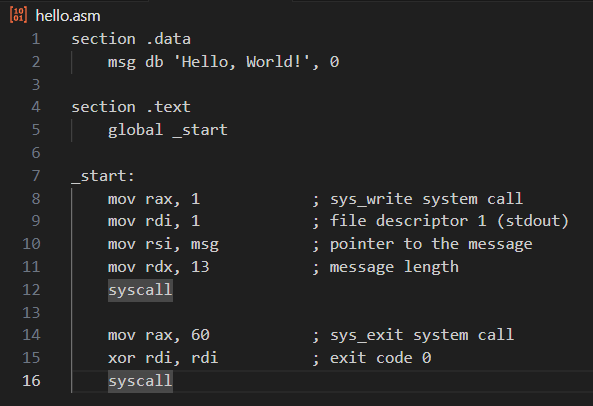 hello.asm
1 section .data
2     msg db 'Hello, World!', 0
3
4 section .text
5     global _start
6
7 _start:
8     mov rax, 1            ; sys_write system call
9     mov rdi, 1            ; file descriptor 1 (stdout)
10     mov rsi, msg          ; pointer to the message
11     mov rdx, 13           ; message length
12     syscall
13
14     mov rax, 60           ; sys_exit system call
15     xor rdi, rdi          ; exit code 0
16     syscall